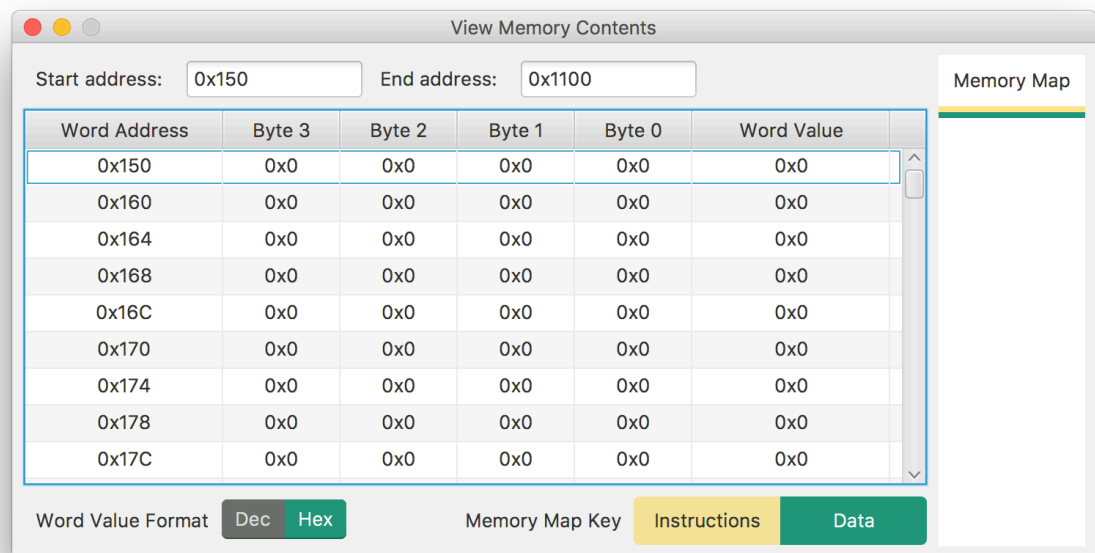 View Memory Contents
Start address: 0x150 End address: 0x1100 Memory Map
Word Address Byte 3 Byte 2 Byte 1 Byte 0 Word Value
0x150 0x0 0x0 0x0 0x0 0x0
0x160 0x0 0x0 0x0 0x0 0x0
0x164 0x0 0x0 0x0 0x0 0x0
0x168 0x0 0x0 0x0 0x0 0x0
0x16C 0x0 0x0 0x0 0x0 0x0
0x170 0x0 0x0 0x0 0x0 0x0
0x174 0x0 0x0 0x0 0x0 0x0
0x178 0x0 0x0 0x0 0x0 0x0
0x17C 0x0 0x0 0x0 0x0 0x0
Word Value Format Dec Hex Memory Map Key Instructions Data